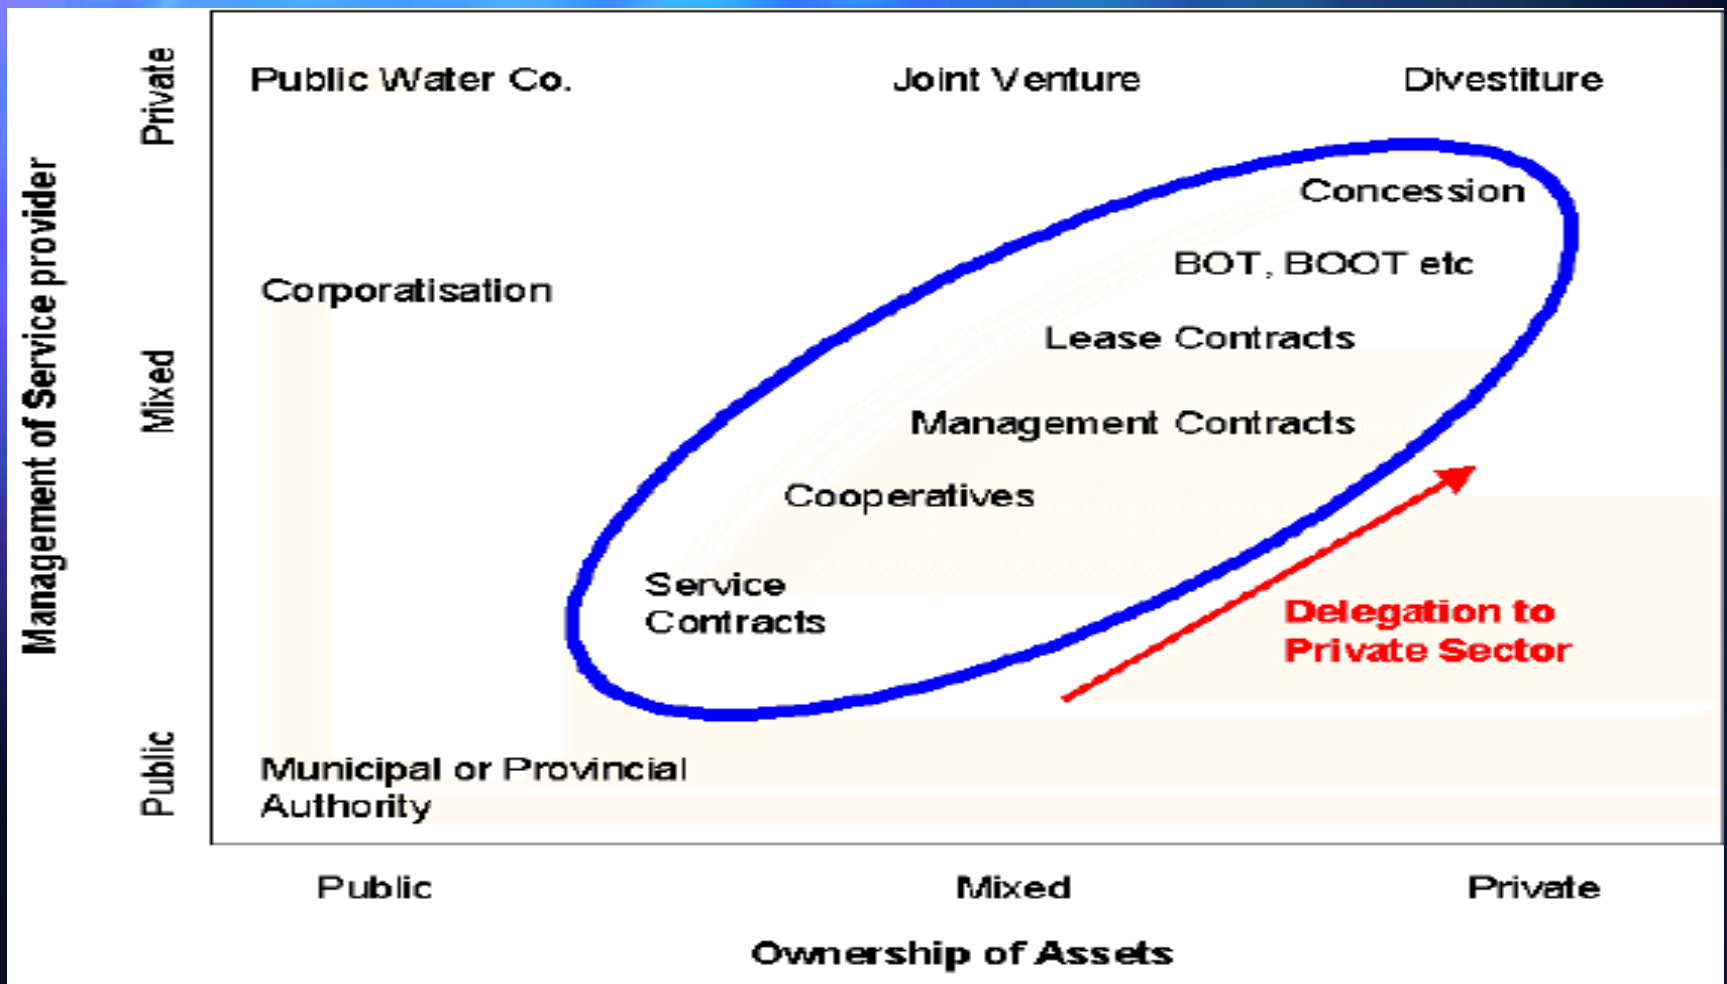 Management of Service provider
Private
Mixed
Public
Public Water Co.
Joint Venture
Divestiture
Concession
BOT, BOOT etc
Corporatisation
Lease Contracts
Management Contracts
Cooperatives
Service
Contracts
Delegation to
Private Sector
Municipal or Provincial
Authority
Public
Mixed
Private
Ownership of Assets